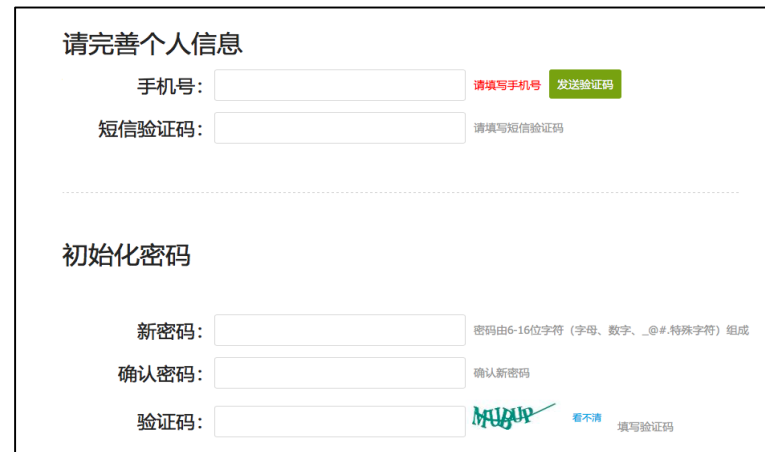 请完善个人信息
手机号： 请填写手机号 发送验证码
短信验证码： 请填写短信验证码
初始化密码
新密码： 密码由6-16位字符（字母、数字、_@#.特殊字符）组成
确认密码： 确认新密码
验证码： 看不清 填写验证码